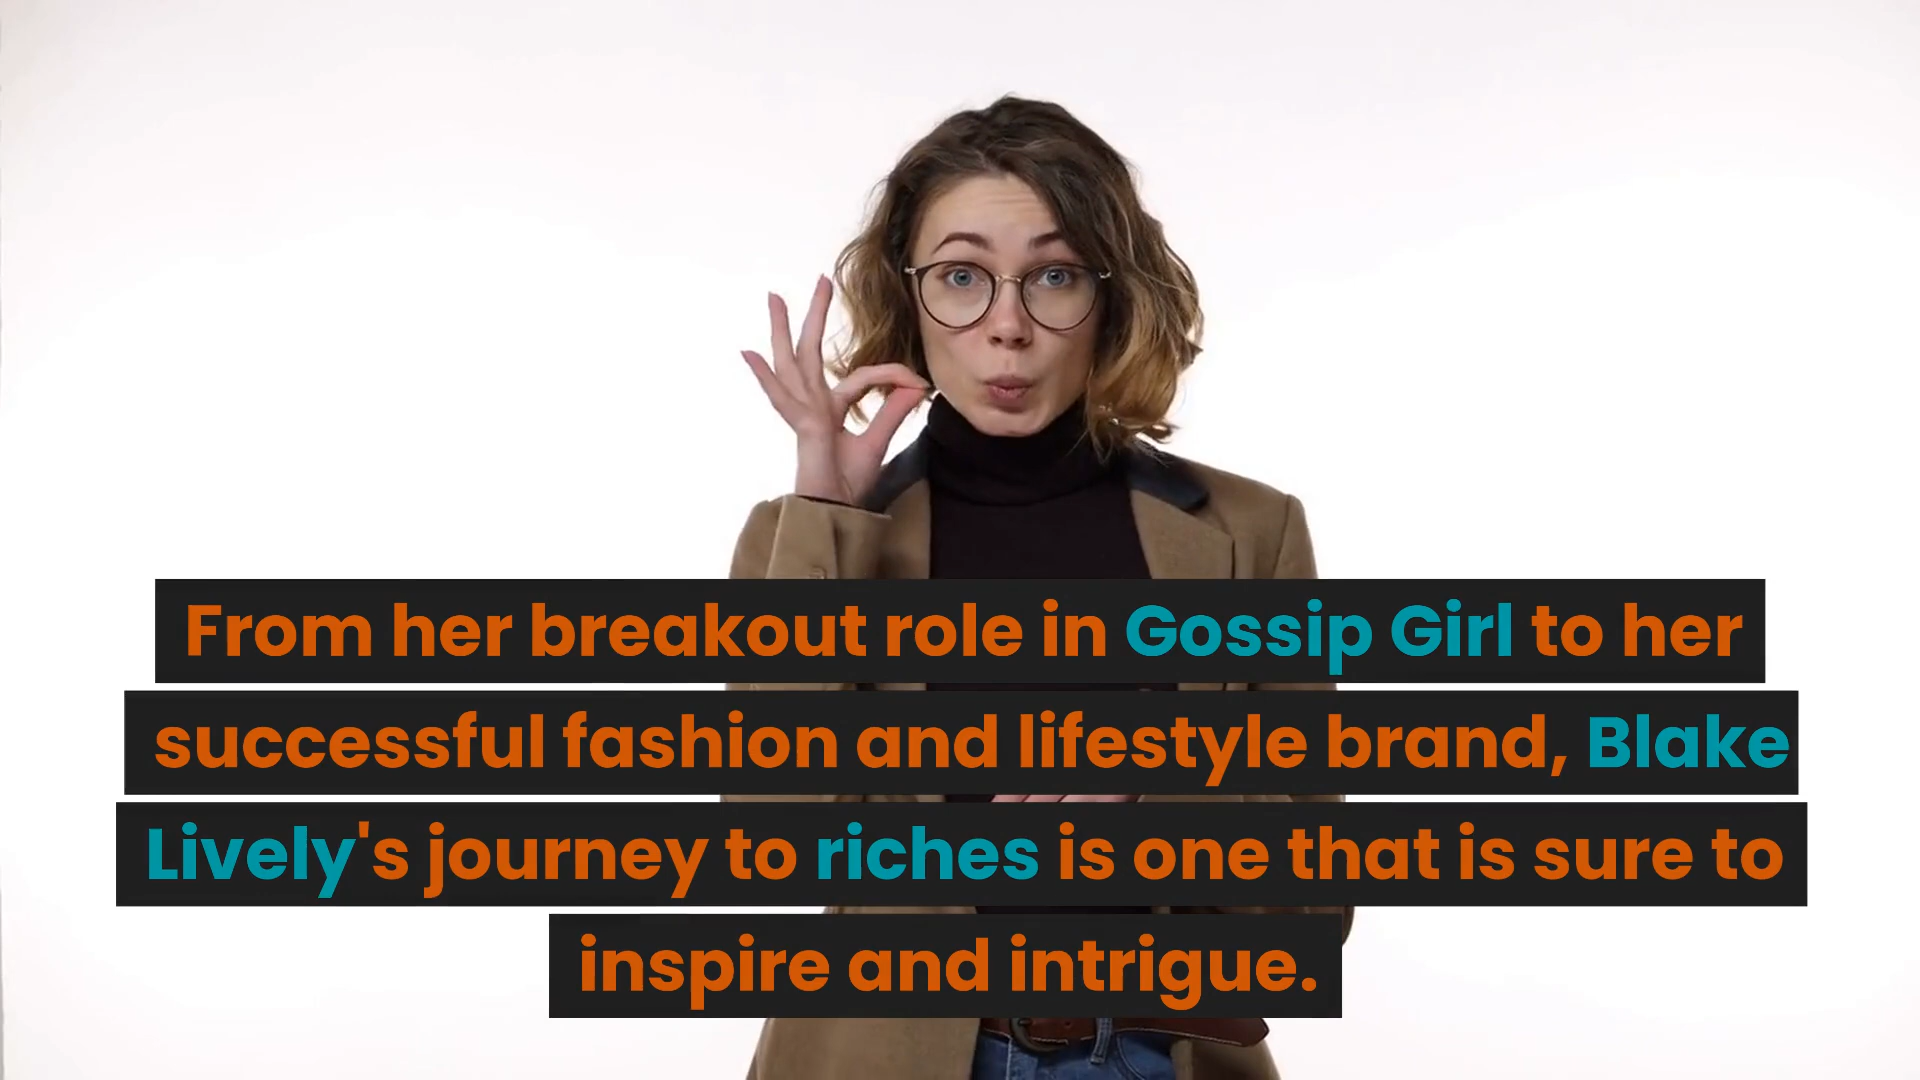 From her breakout role in Gossip Girl to her
successful fashion and lifestyle brand, Blake
Lively's journey to riches is one that is sure to
inspire and intrigue.